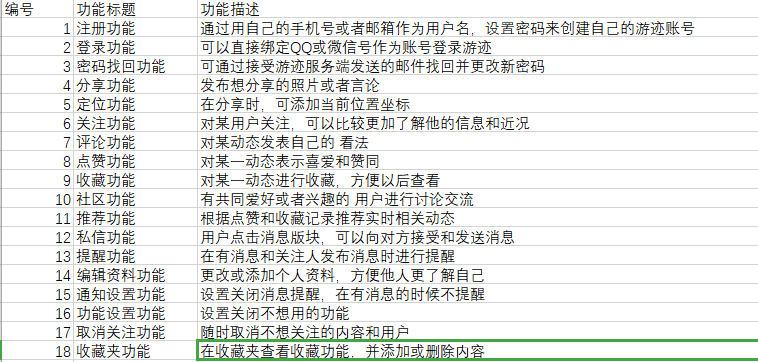 编号 功能标题 功能描述
1 注册功能 通过用自己的手机号或者邮箱作为用户名，设置密码来创建自己的游迹账号
2 登录功能 可以直接绑定QQ或微信号作为账号登录游迹
3 密码找回功能 可通过接受游迹服务端发送的邮件找回并更改新密码
4 分享功能 发布想分享的照片或者言论
5 定位功能 在分享时，可添加当前位置坐标
6 关注功能 对某用户关注，可以比较更加了解他的信息和近况
7 评论功能 对某动态发表自己的 看法
8 点赞功能 对某一动态表示喜爱和赞同
9 收藏功能 对某一动态进行收藏，方便以后查看
10 社区功能 有共同爱好或者兴趣的 用户进行讨论交流
11 推荐功能 根据点赞和收藏记录推荐实时相关动态
12 私信功能 用户点击消息版块，可以向对方接受和发送消息
13 提醒功能 在有消息和关注人发布消息时进行提醒
14 编辑资料功能 更改或添加个人资料，方便他人更了解自己
15 通知设置功能 设置关闭消息提醒，在有消息的时候不提醒
16 功能设置功能 设置关闭不想用的功能
17 取消关注功能 随时取消不想关注的内容和用户
18 收藏夹功能 在收藏夹查看收藏功能，并添加或删除内容